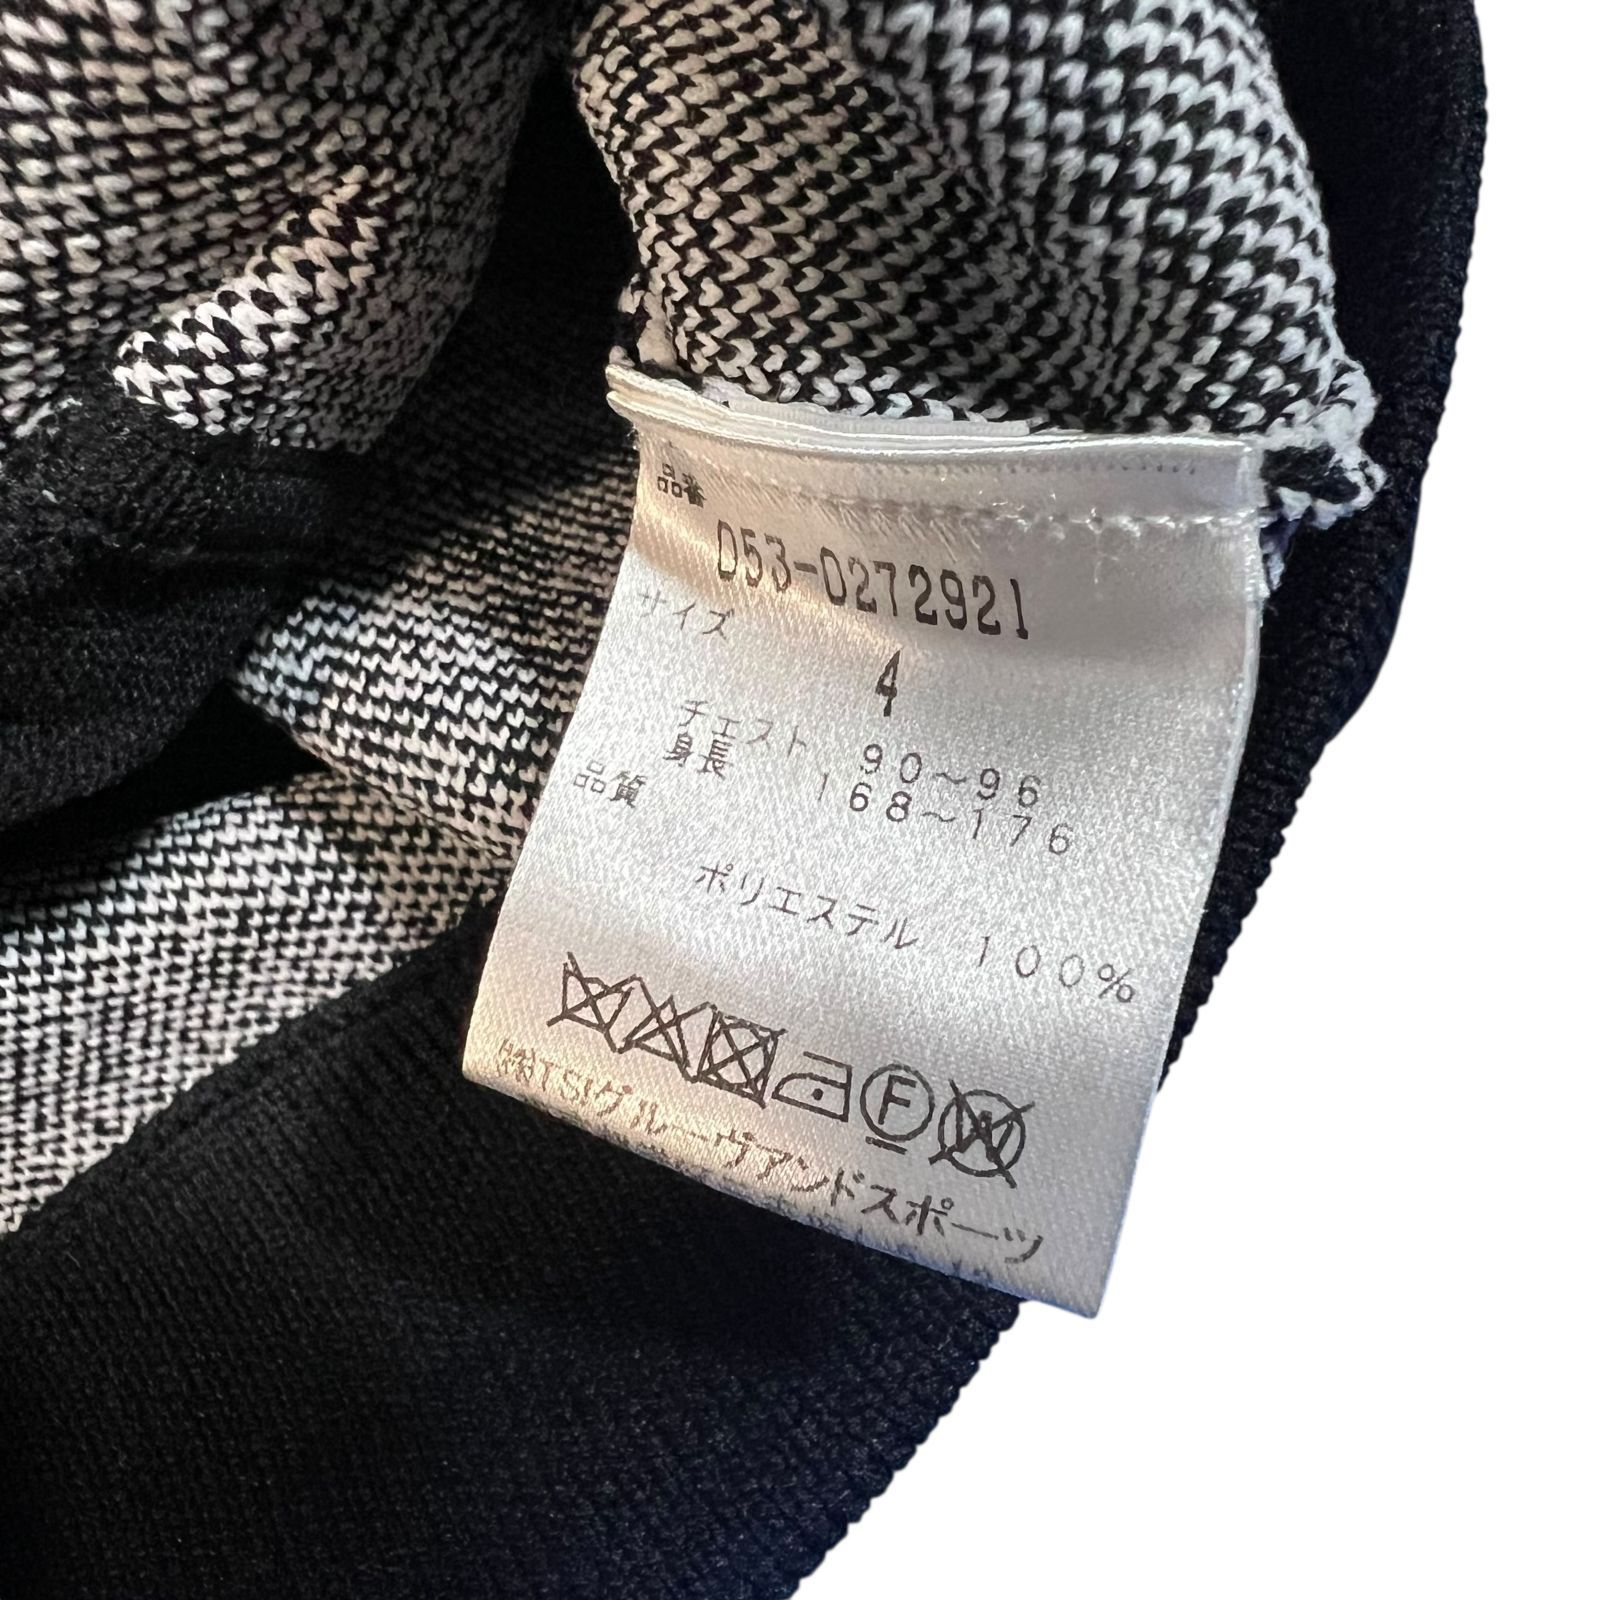 品番
D53-0272921
サイズ
4
チェスト 90~96
身長 168~176
品質
ポリエステル 100%
F W
㈱TSIグルーヴアンドスポーツ